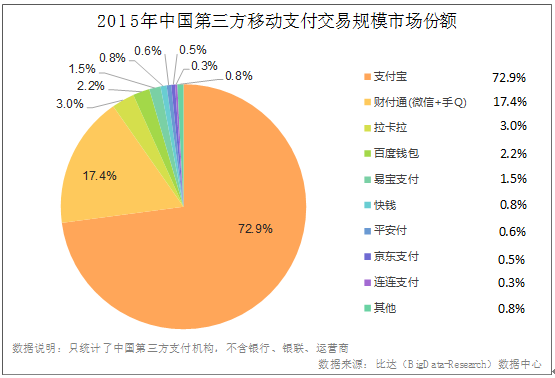 2015年中国第三方移动支付交易规模市场份额
0.5%
0.6%
0.8%
0.3%
1.5%
0.8%
2.2%
3.0%
17.4%
72.9%
支付宝 72.9%
财付通(微信+手Q) 17.4%
拉卡拉 3.0%
百度钱包 2.2%
易宝支付 1.5%
快钱 0.8%
平安付 0.6%
京东支付 0.5%
连连支付 0.3%
其他 0.8%
数据说明：只统计了中国第三方支付机构，不含银行、银联、运营商
数据来源：比达（BigData-Research）数据中心